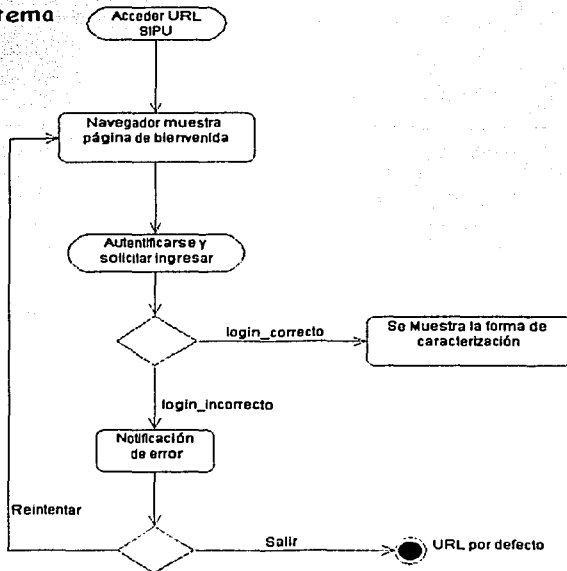 Acceder URL
SIPU
Navegador muestra
página de bienvenida
Autentificarse y
solicitar ingresar
login_correcto
Se Muestra la forma de
caracterización
login_incorrecto
Notificación
de error
Reintentar
Salir
URL por defecto